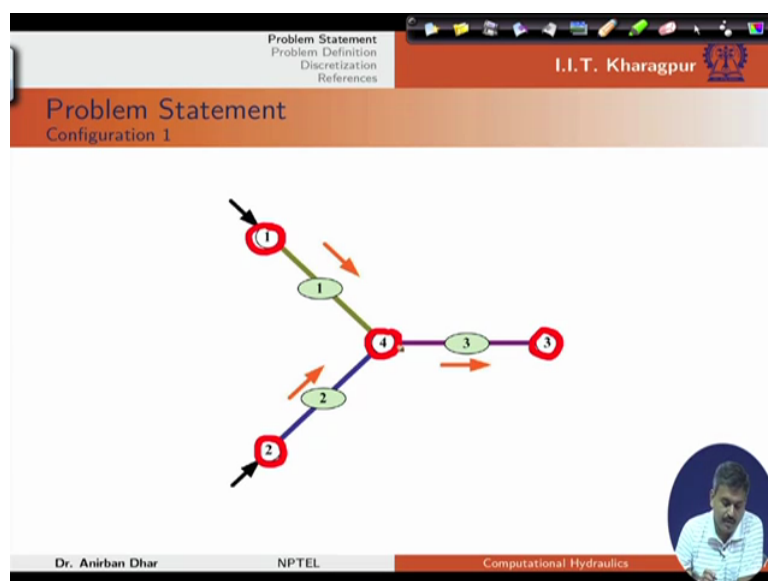 Problem Statement
Problem Definition
Discretization
References
I.I.T. Kharagpur
Problem Statement
Configuration 1
1
1
4
3
3
2
2
Dr. Anirban Dhar
NPTEL
Computational Hydraulics